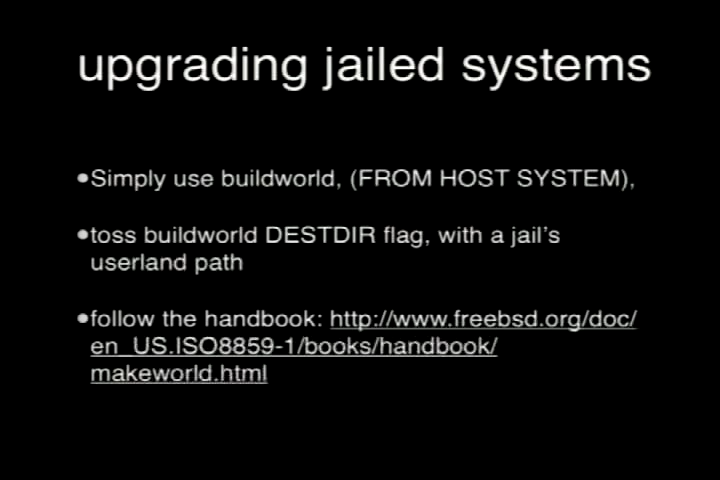 upgrading jailed systems
•Simply use buildworld, (FROM HOST SYSTEM),
•toss buildworld DESTDIR flag, with a jail's
userland path
•follow the handbook: http://www.freebsd.org/doc/
en_US.ISO8859-1/books/handbook/
makeworld.html